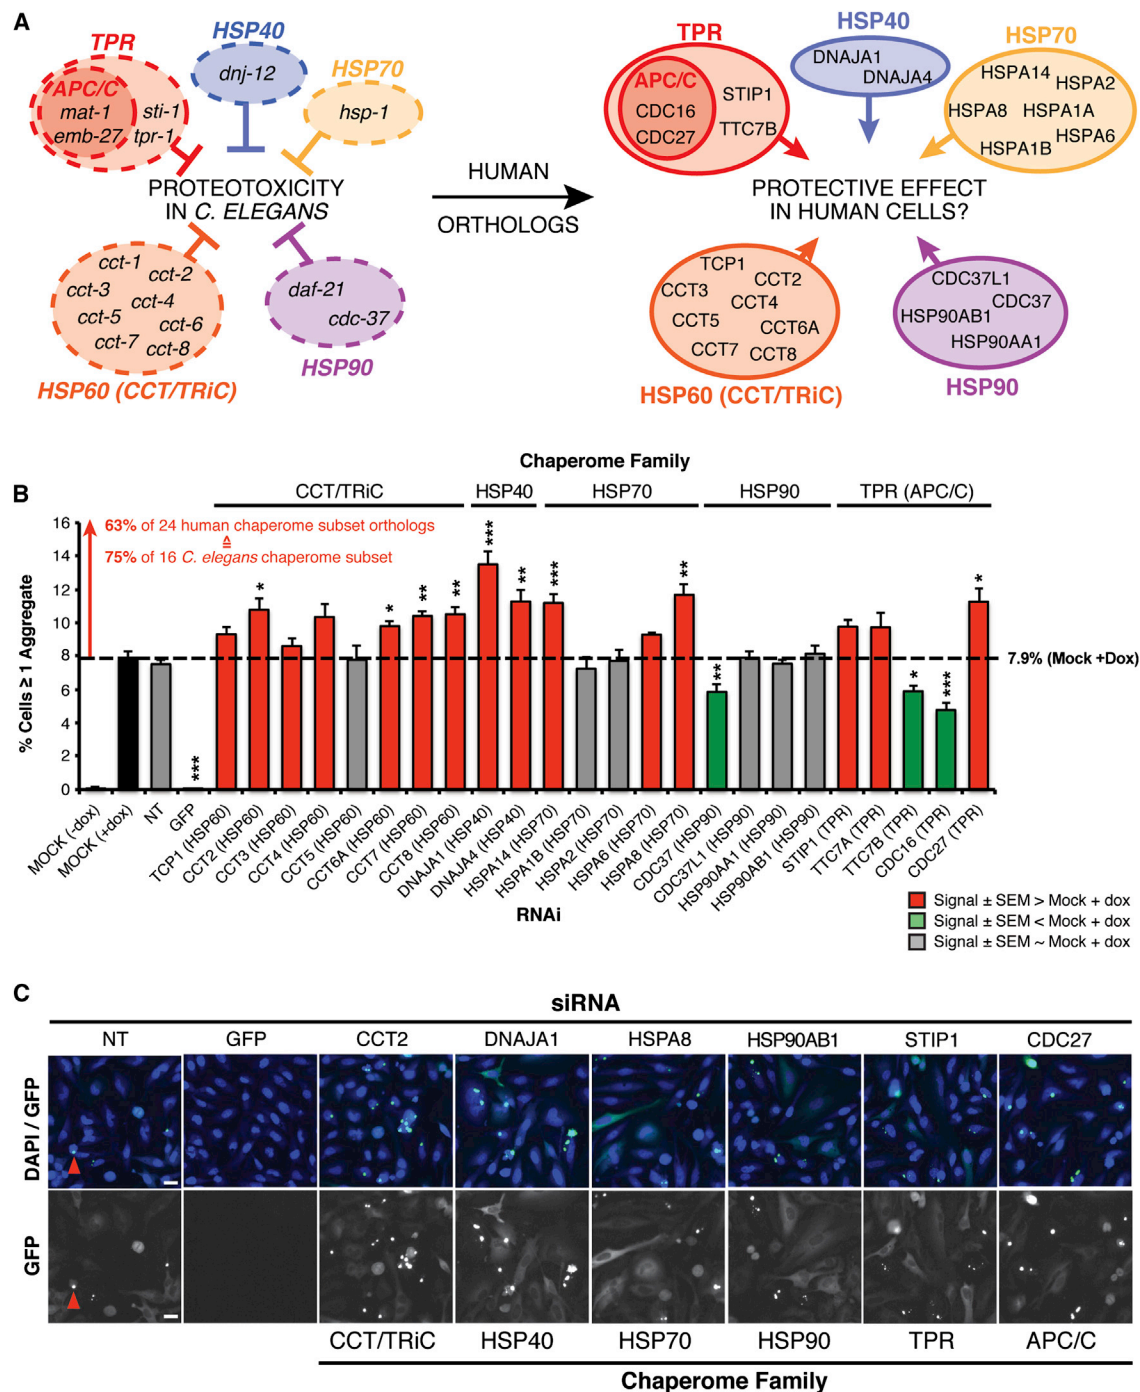 A
TPR
APC/C
mat-1
emb-27
sti-1
tpr-1
HSP40
dnj-12
HSP70
hsp-1
PROTEOTOXICITY
IN C. ELEGANS
cct-1
cct-2
cct-3
cct-4
cct-5
cct-6
cct-7
cct-8
HSP60 (CCT/TRiC)
daf-21
cdc-37
HSP90
HUMAN
ORTHOLOGS
TPR
APC/C
CDC16
CDC27
STIP1
TTC7B
HSP40
DNAJA1
DNAJA4
HSP70
HSPA14
HSPA2
HSPA8
HSPA1A
HSPA6
HSPA1B
PROTECTIVE EFFECT
IN HUMAN CELLS?
TCP1
CCT2
CCT3
CCT4
CCT5
CCT6A
CCT7
CCT8
HSP60 (CCT/TRiC)
CDC37L1
CDC37
HSP90AB1
HSP90AA1
HSP90
B
Chaperome Family
CCT/TRiC
HSP40
HSP70
HSP90
TPR (APC/C)
63% of 24 human chaperome subset orthologs
≙
75% of 16 C. elegans chaperome subset
% Cells ≥ 1 Aggregate
16
14
12
10
8
6
4
2
0
***
*
*
**
**
***
**
***
**
**
*
***
*
7.9% (Mock +Dox)
MOCK (-dox)
MOCK (+dox)
NT
GFP
TCP1 (HSP60)
CCT2 (HSP60)
CCT3 (HSP60)
CCT4 (HSP60)
CCT5 (HSP60)
CCT6A (HSP60)
CCT7 (HSP60)
CCT8 (HSP60)
DNAJA1 (HSP40)
DNAJA4 (HSP40)
HSPA14 (HSP70)
HSPA1B (HSP70)
HSPA2 (HSP70)
HSPA6 (HSP70)
HSPA8 (HSP70)
CDC37 (HSP90)
CDC37L1 (HSP90)
HSP90AA1 (HSP90)
HSP90AB1 (HSP90)
STIP1 (TPR)
TTC7A (TPR)
TTC7B (TPR)
CDC16 (TPR)
CDC27 (TPR)
RNAi
Signal ± SEM > Mock + dox
Signal ± SEM < Mock + dox
Signal ± SEM ~ Mock + dox
C
siRNA
NT
GFP
CCT2
DNAJA1
HSPA8
HSP90AB1
STIP1
CDC27
DAPI / GFP
GFP
CCT/TRiC
HSP40
HSP70
HSP90
TPR
APC/C
Chaperome Family